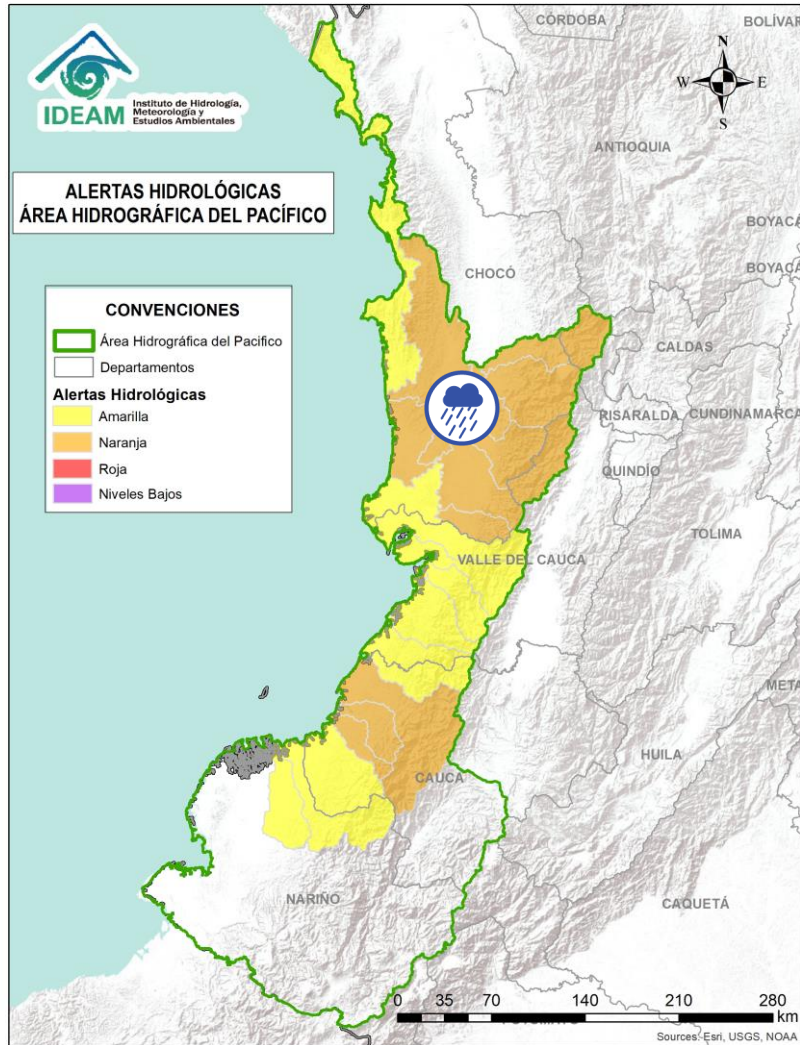 CÓRDOBA
BOLÍVAR
N
W E
S
IDEAM
Instituto de Hidrología,
Meteorología y
Estudios Ambientales
ANTIOQUIA
ALERTAS HIDROLÓGICAS
ÁREA HIDROGRÁFICA DEL PACÍFICO
BOYACÁ
CHOCÓ
BOYACÁ
CONVENCIONES
Área Hidrográfica del Pacifico
Departamentos
Alertas Hidrológicas
Amarilla
Naranja
Roja
Niveles Bajos
CALDAS
RISARALDA
CUNDINAMARCA
QUINDÍO
TOLIMA
VALLE DEL CAUCA
META
HUILA
CAUCA
NARIÑO
CAQUETÁ
0 35 70 140 210 280
km
Sources: Esri, USGS, NOAA